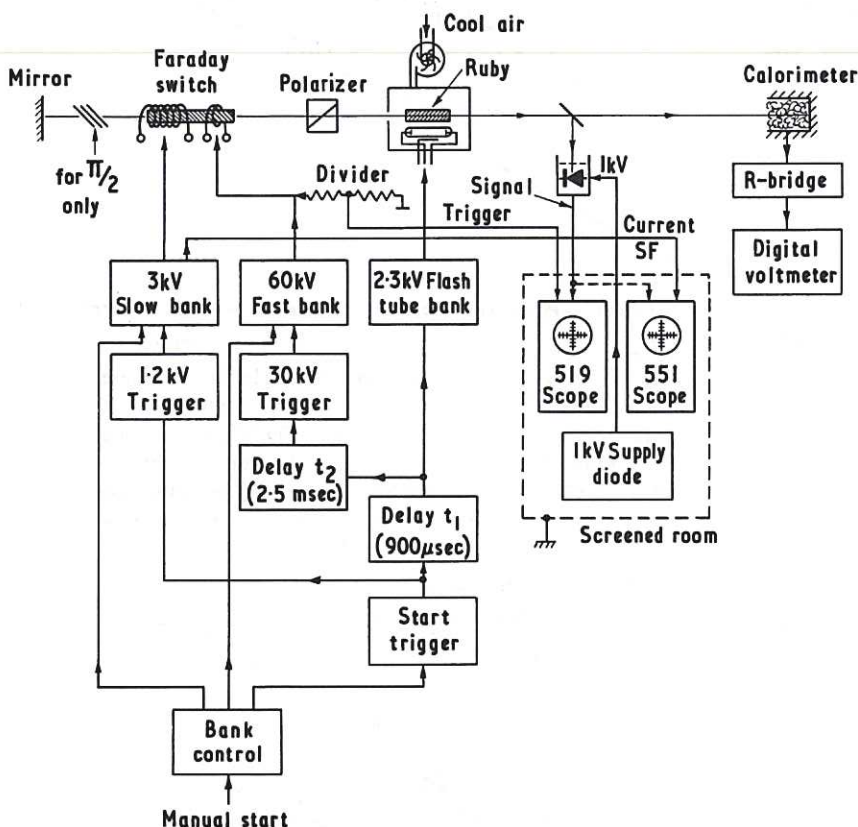 Cool air
Faraday
switch
Mirror
Polarizer
Ruby
Calorimeter
for π/2
only
Divider
1kV
Signal
Trigger
Current
SF
R-bridge
Digital
voltmeter
3kV
Slow bank
60kV
Fast bank
2·3kV Flash
tube bank
519
Scope
551
Scope
1·2kV
Trigger
30kV
Trigger
Delay t2
(2·5 msec)
1kV Supply
diode
Delay t1
(900μsec)
Screened room
Start
trigger
Bank
control
Manual start